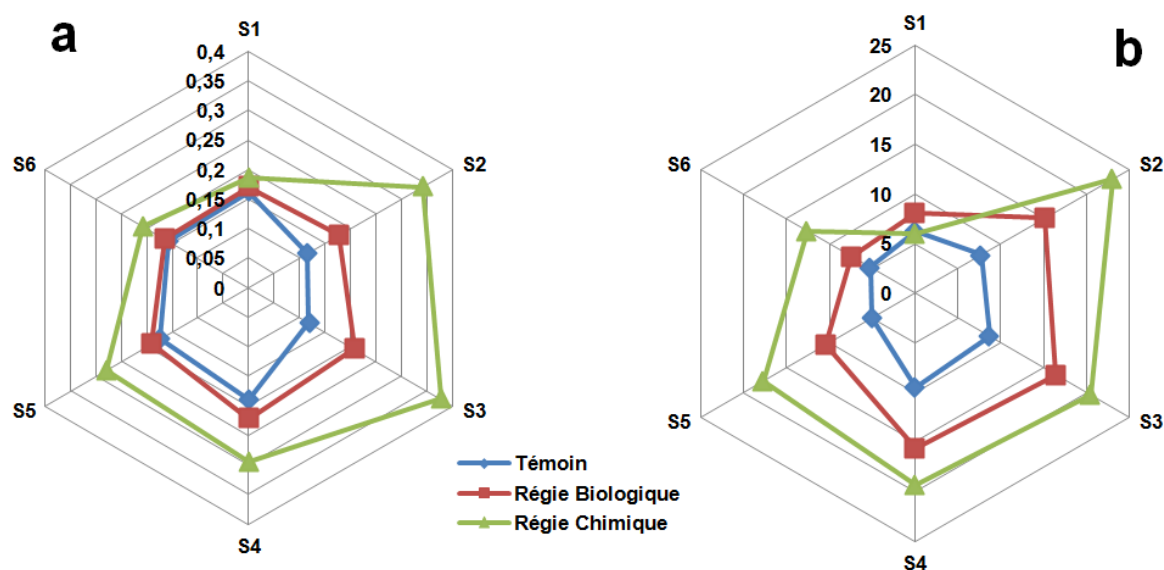 a
S1
0,4
0,35
0,3
0,25
0,2
0,15
0,1
0,05
0
S2
S3
S4
S5
S6
b
S1
25
20
15
10
5
0
S2
S3
S4
S5
S6
Témoin
Régie Biologique
Régie Chimique